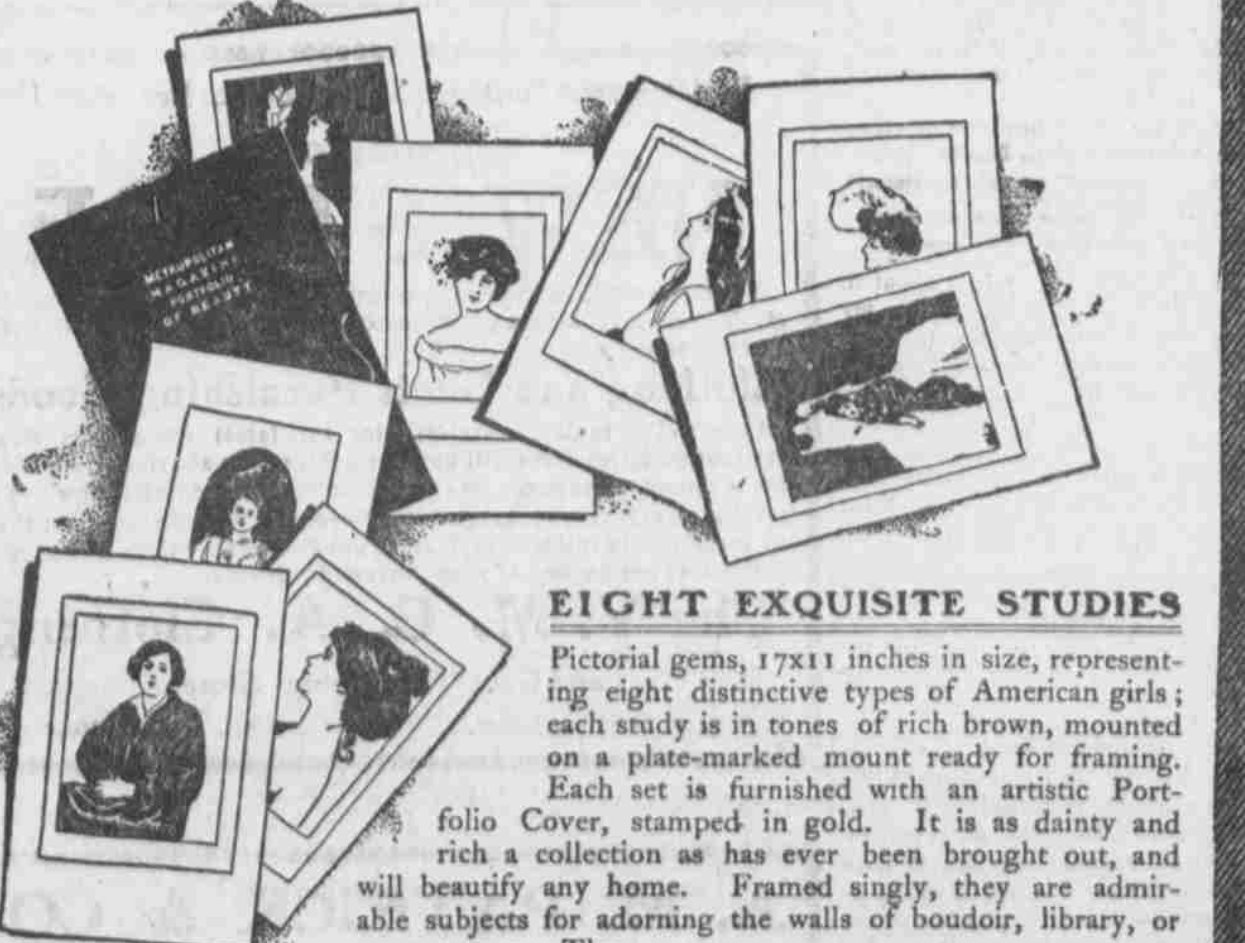 METROPOLITAN
MAGAZINE
PORTFOLIO
OF BEAUTY
EIGHT EXQUISITE STUDIES
Pictorial gems, 17x11 inches in size, represent-
ing eight distinctive types of American girls;
each study is in tones of rich brown, mounted
on a plate-marked mount ready for framing.
Each set is furnished with an artistic Port-
folio Cover, stamped in gold. It is as dainty and
rich a collection as has ever been brought out, and
will beautify any home. Framed singly, they are admir-
able subjects for adorning the walls of boudoir, library, or